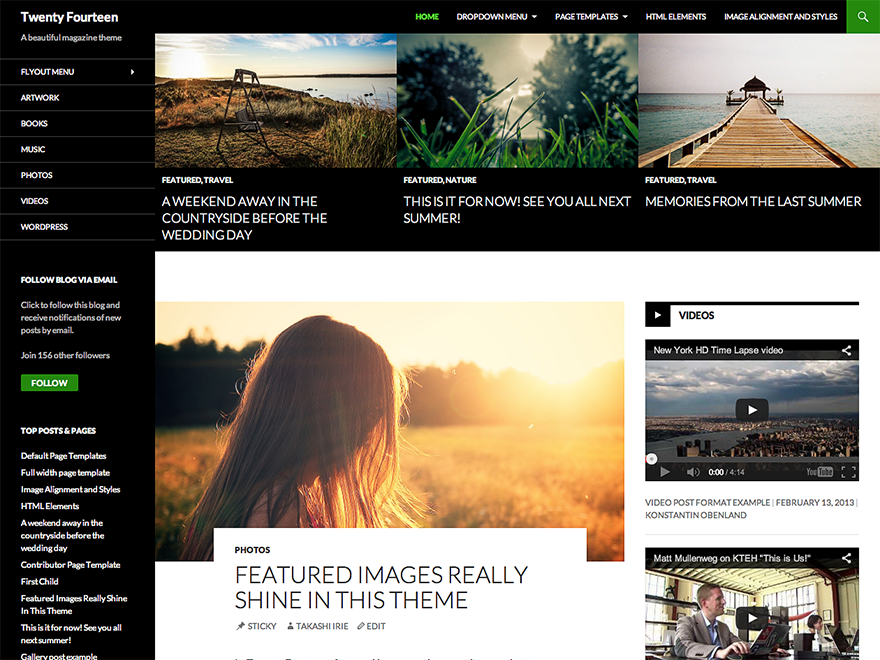 Twenty Fourteen
A beautiful magazine theme
HOME
DROPDOWN MENU
PAGE TEMPLATES
HTML ELEMENTS
IMAGE ALIGNMENT AND STYLES
FLYOUT MENU
ARTWORK
BOOKS
MUSIC
PHOTOS
VIDEOS
WORDPRESS
FOLLOW BLOG VIA EMAIL
Click to follow this blog and
receive notifications of new
posts by email.
Join 156 other followers
FOLLOW
TOP POSTS & PAGES
Default Page Templates
Full width page template
Image Alignment and Styles
HTML Elements
A weekend away in the
countryside before the
wedding day
Contributor Page Template
First Child
Featured Images Really Shine
In This Theme
This is it for now! See you all
next summer!
Gallery post example
FEATURED, TRAVEL
A WEEKEND AWAY IN THE
COUNTRYSIDE BEFORE THE
WEDDING DAY
FEATURED, NATURE
THIS IS IT FOR NOW! SEE YOU ALL NEXT
SUMMER!
FEATURED, TRAVEL
MEMORIES FROM THE LAST SUMMER
PHOTOS
FEATURED IMAGES REALLY
SHINE IN THIS THEME
STICKY TAKASHI IRIE EDIT
VIDEOS
New York HD Time Lapse video
0:00 / 4:14
YouTube
VIDEO POST FORMAT EXAMPLE | FEBRUARY 13, 2013 |
KONSTANTIN OBENLAND
Matt Mullenweg on KTEH "This is Us!"